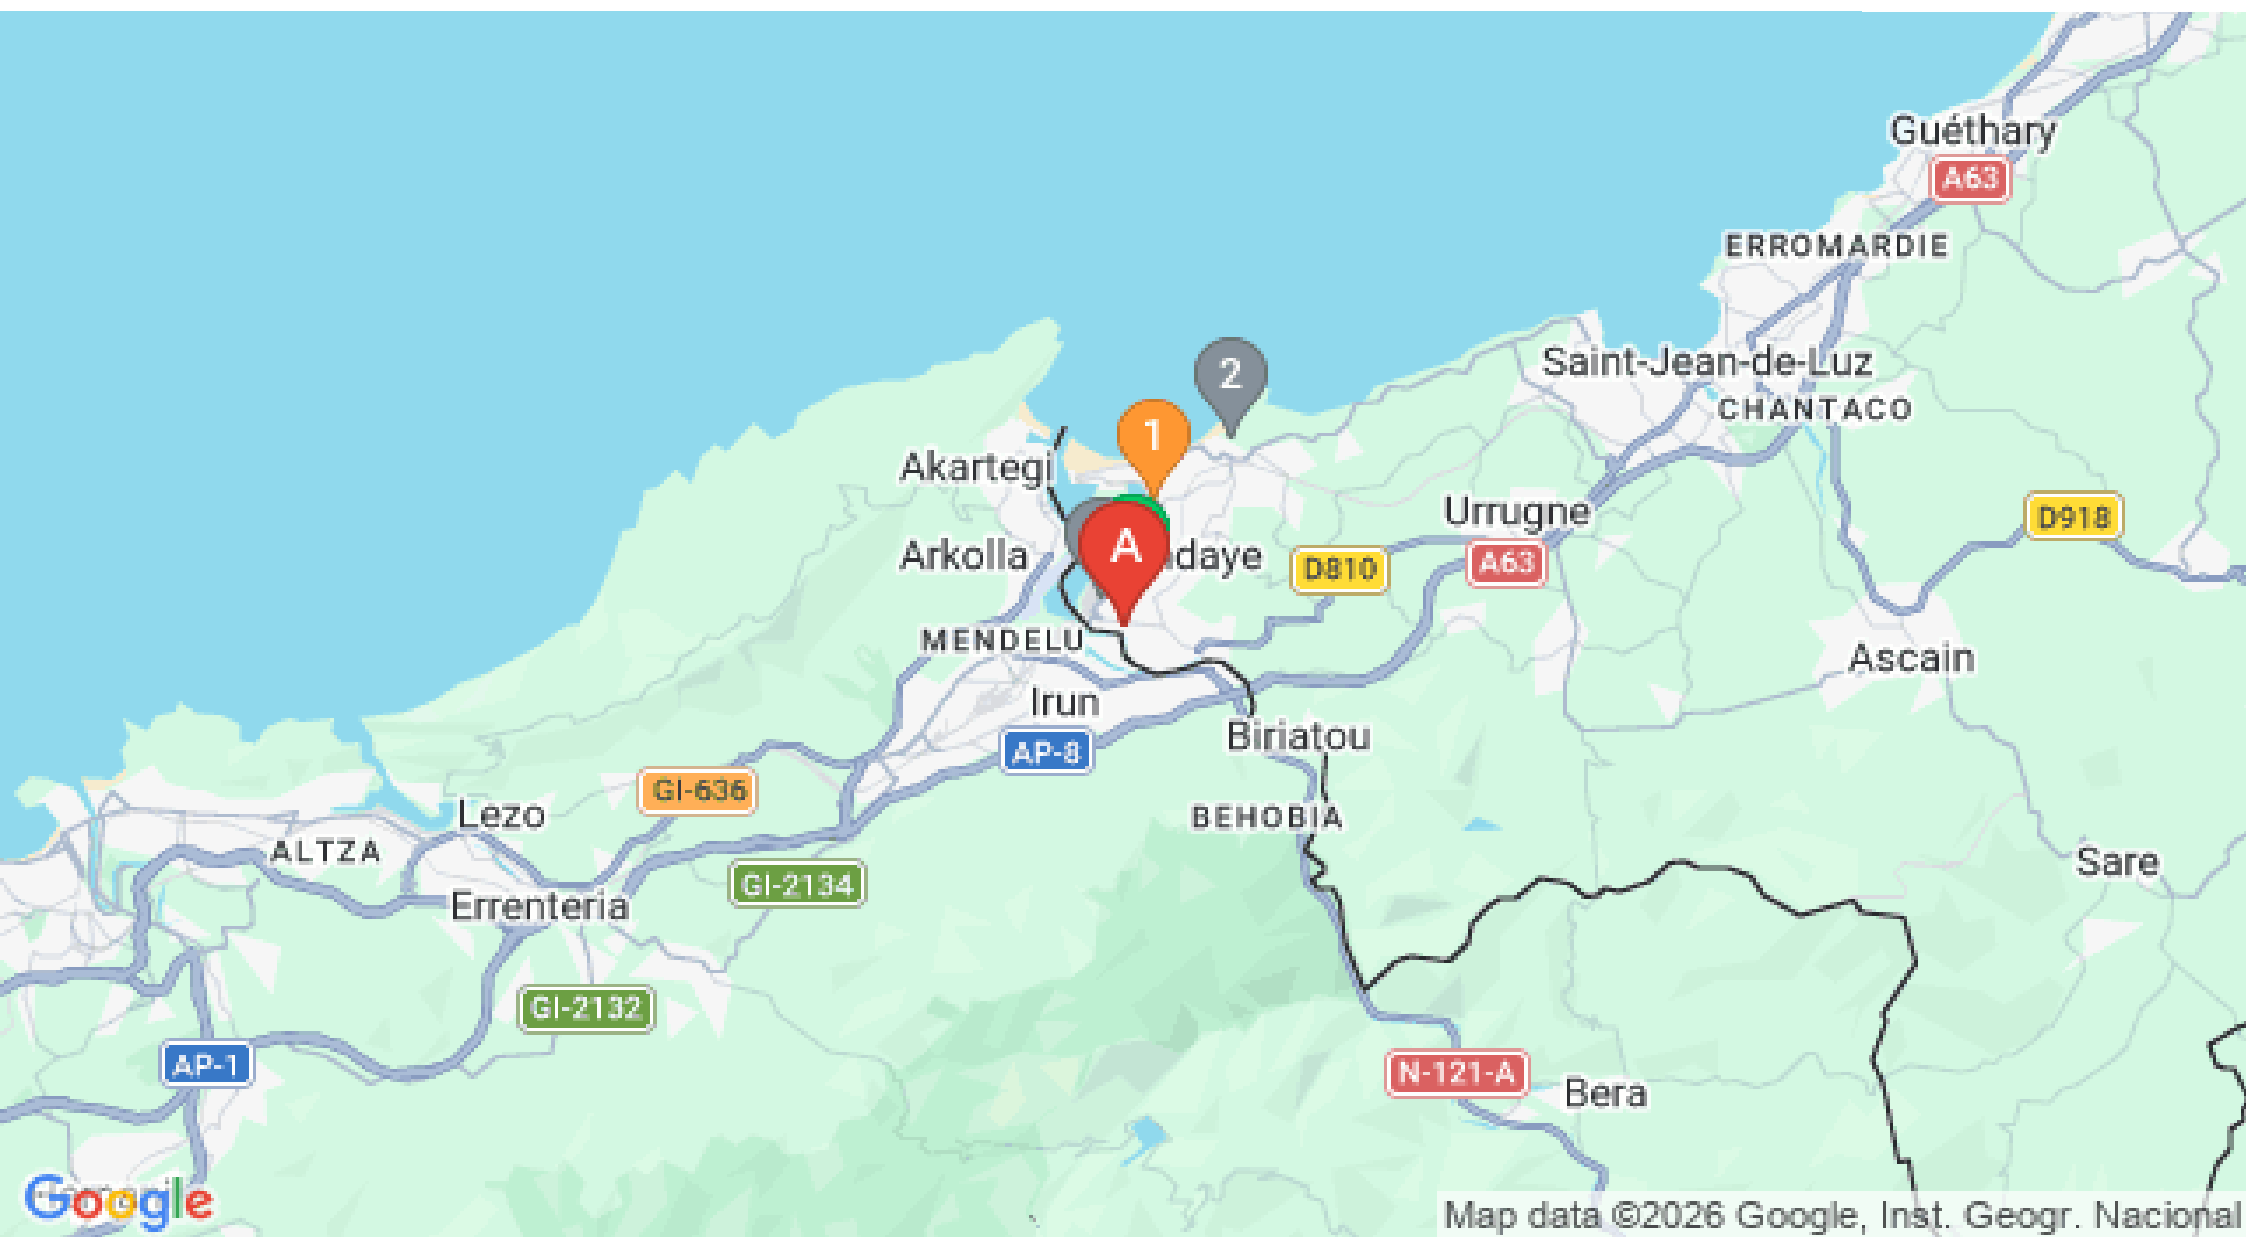 Guéthary
A63
ERROMARDIE
Saint-Jean-de-Luz
CHANTACO
2
1
Akartegi
Urrugne
D918
A
Arkolla
daye
D810
A63
MENDELU
Ascain
Irun
Biriatou
AP-8
GI-636
Lezo
BEHOBIA
ALTZA
Sare
GI-2134
Errenteria
GI-2132
AP-1
N-121-A
Bera
Google
Map data ©2026 Google, Inst. Geogr. Nacional